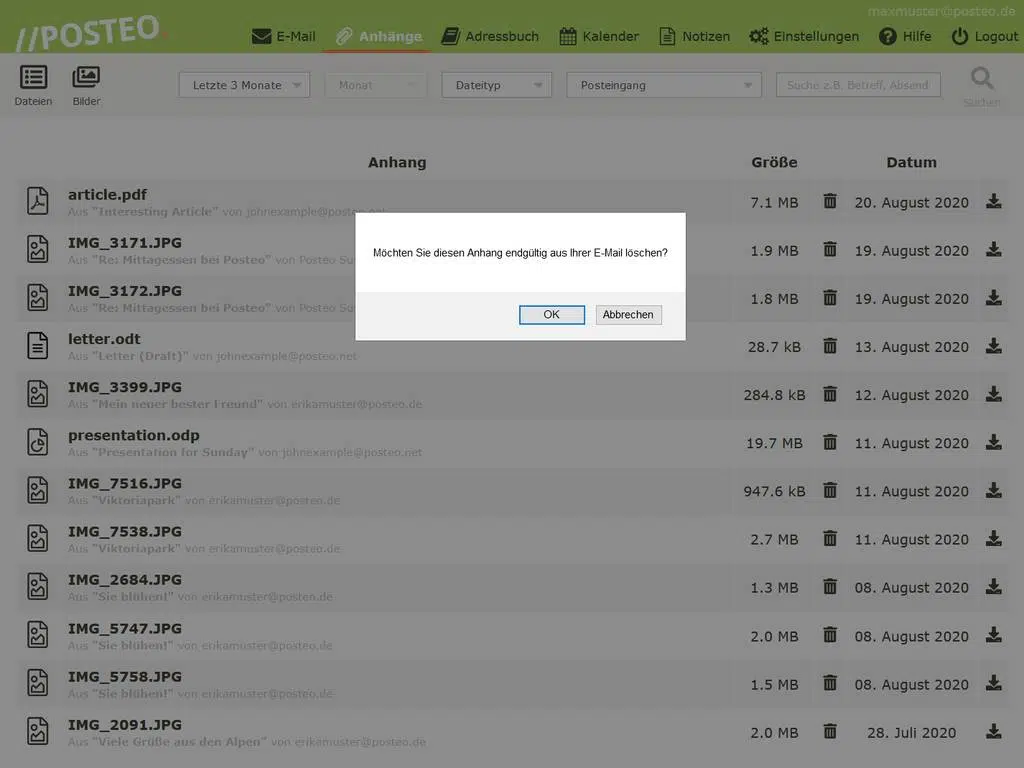 maxmuster@posteo.de
//POSTEO
E-Mail Anhänge Adressbuch Kalender Notizen Einstellungen Hilfe Logout
Dateien Bilder Letzte 3 Monate Monat Dateityp Posteingang Suche z.B. Betreff, Absend Suchen
Anhang Größe Datum
article.pdf 7.1 MB 20. August 2020
Aus "Interesting Article" von johnexample@posteo.net
IMG_3171.JPG 1.9 MB 19. August 2020
Aus "Re: Mittagessen bei Posteo" von Posteo
IMG_3172.JPG 1.8 MB 19. August 2020
Aus "Re: Mittagessen bei Posteo" von Posteo
Möchten Sie diesen Anhang endgültig aus Ihrer E-Mail löschen?
OK Abbrechen
letter.odt 28.7 kB 13. August 2020
Aus "Letter (Draft)" von johnexample@posteo.net
IMG_3399.JPG 284.8 kB 12. August 2020
Aus "Mein neuer bester Freund" von erikamuster@posteo.de
presentation.odp 19.7 MB 11. August 2020
Aus "Presentation for Sunday" von johnexample@posteo.net
IMG_7516.JPG 947.6 kB 11. August 2020
Aus "Viktoriapark" von erikamuster@posteo.de
IMG_7538.JPG 2.7 MB 11. August 2020
Aus "Viktoriapark" von erikamuster@posteo.de
IMG_2684.JPG 1.3 MB 08. August 2020
Aus "Sie blühen!" von erikamuster@posteo.de
IMG_5747.JPG 2.0 MB 08. August 2020
Aus "Sie blühen!" von erikamuster@posteo.de
IMG_5758.JPG 1.5 MB 08. August 2020
Aus "Sie blühen!" von erikamuster@posteo.de
IMG_2091.JPG 2.0 MB 28. Juli 2020
Aus "Viele Grüße aus den Alpen" von erikamuster@posteo.de